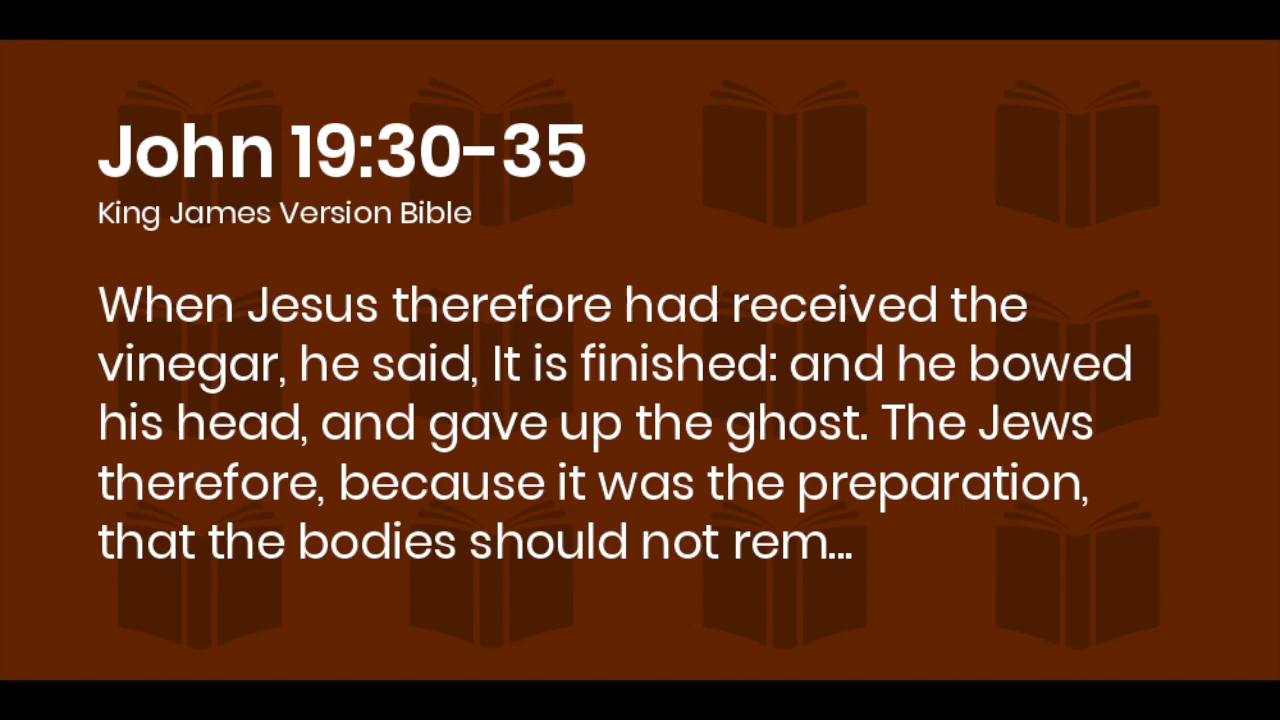 John 19:30-35
King James Version Bible
When Jesus therefore had received the
vinegar, he said, It is finished: and he bowed
his head, and gave up the ghost. The Jews
therefore, because it was the preparation,
that the bodies should not rem...